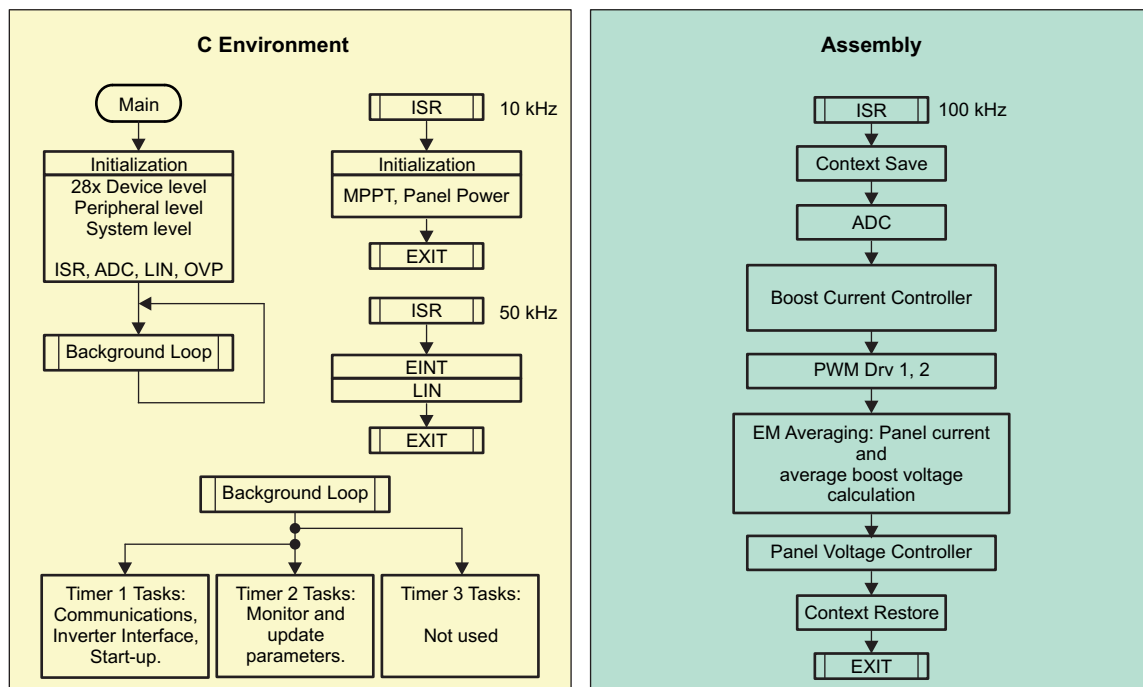 C Environment
Main
Initialization
28x Device level
Peripheral level
System level
ISR, ADC, LIN, OVP
Background Loop
ISR
10 kHz
Initialization
MPPT, Panel Power
EXIT
ISR
50 kHz
EINT
LIN
EXIT
Background Loop
Timer 1 Tasks:
Communications,
Inverter Interface,
Start-up.
Timer 2 Tasks:
Monitor and
update
parameters.
Timer 3 Tasks:
Not used
Assembly
ISR
100 kHz
Context Save
ADC
Boost Current Controller
PWM Drv 1, 2
EM Averaging: Panel current
and
average boost voltage
calculation
Panel Voltage Controller
Context Restore
EXIT